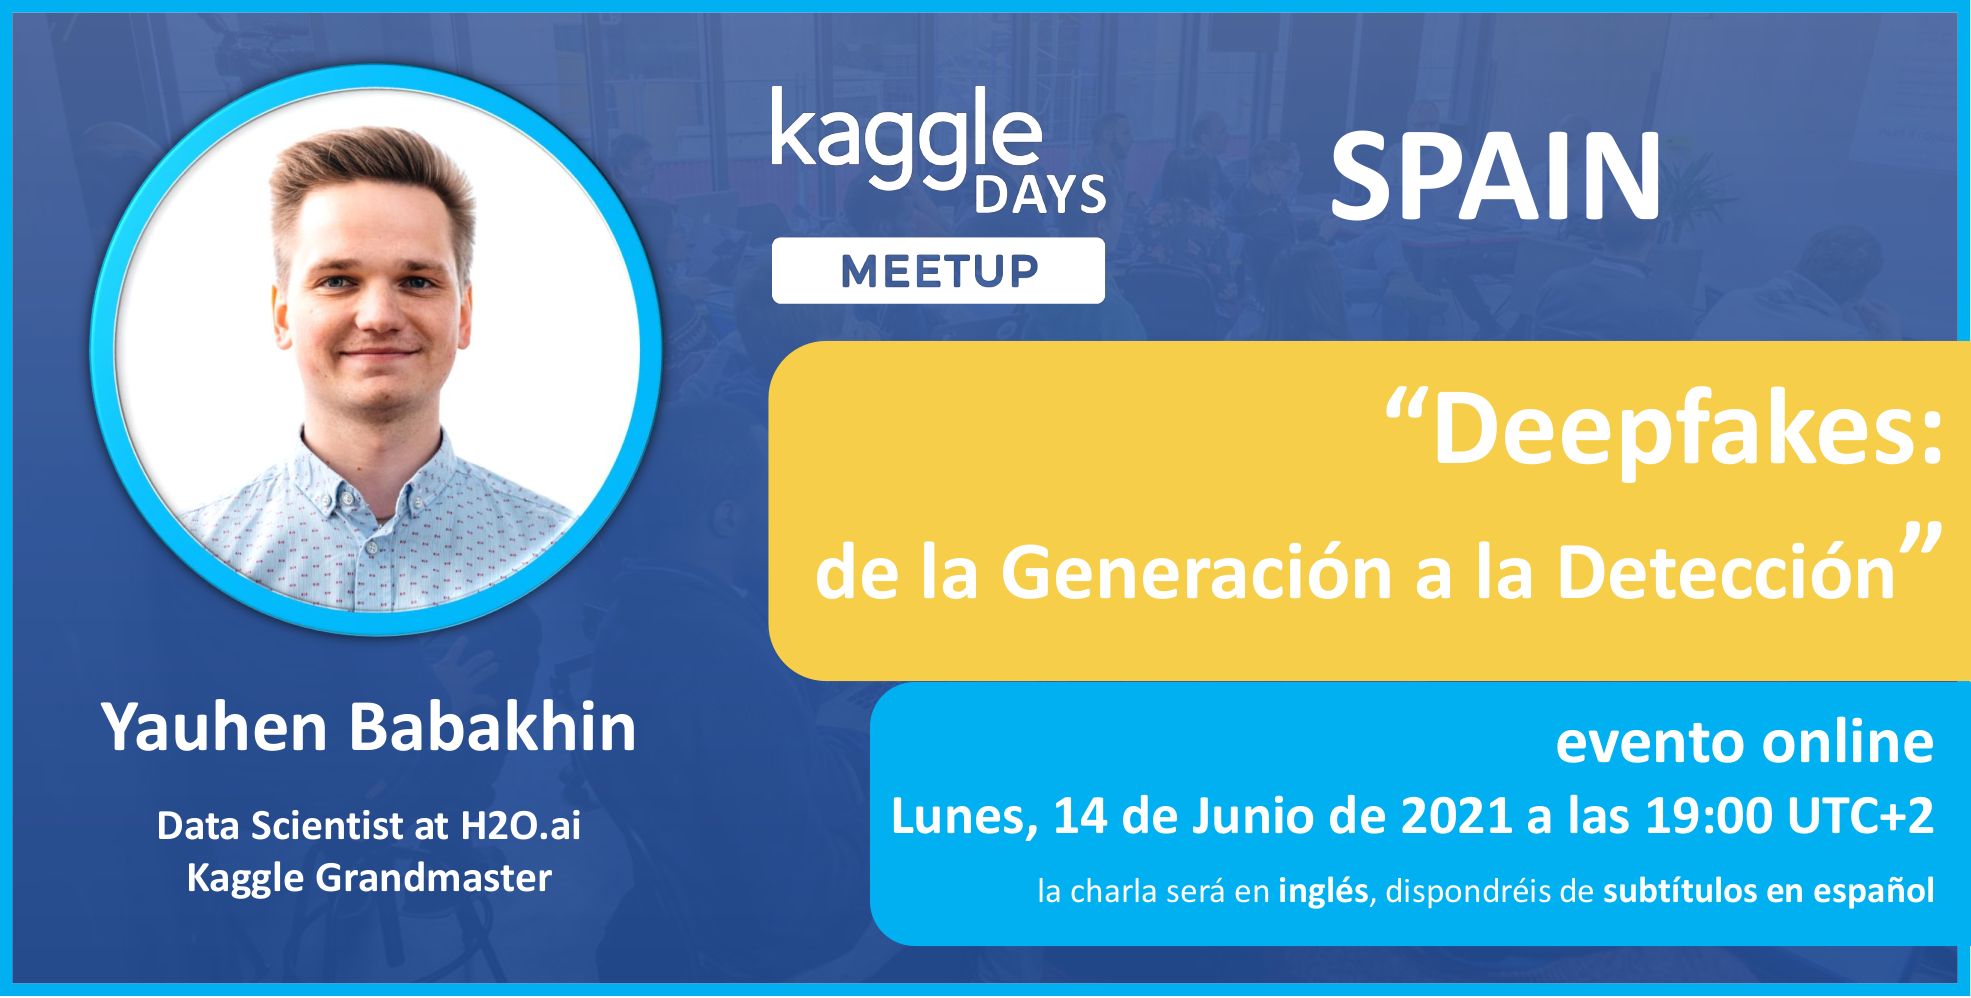 kaggle
DAYS
MEETUP
SPAIN
“Deepfakes:
de la Generación a la Detección”
Yauhen Babakhin
Data Scientist at H2O.ai
Kaggle Grandmaster
evento online
Lunes, 14 de Junio de 2021 a las 19:00 UTC+2
la charla será en inglés, dispondréis de subtítulos en español